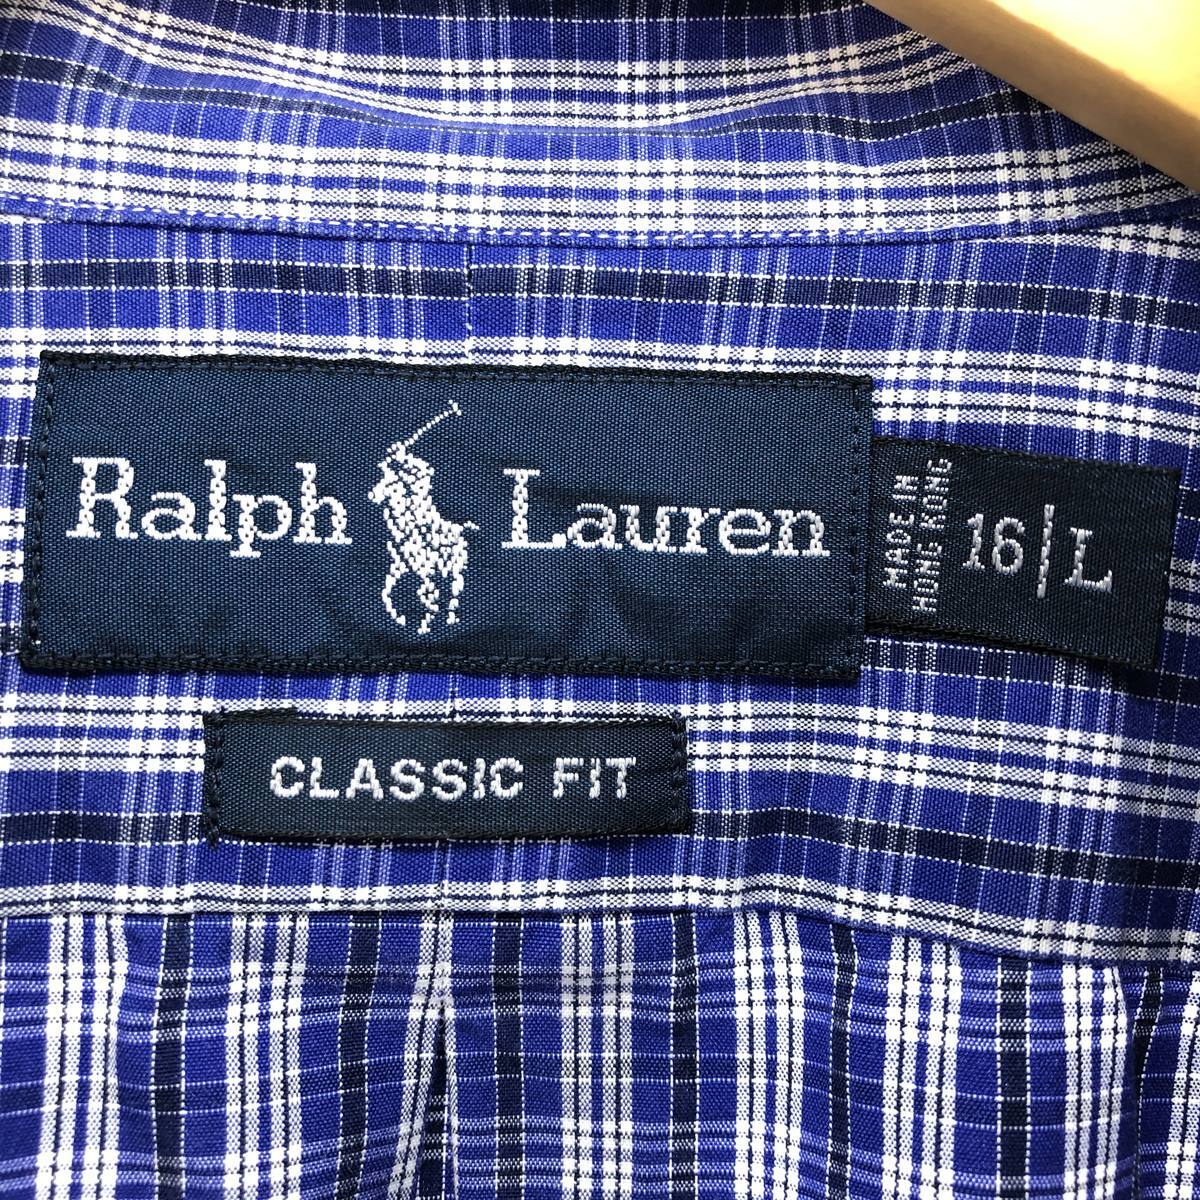 Ralph Lauren
MADE IN
HONG KONG
16|L
CLASSIC FIT